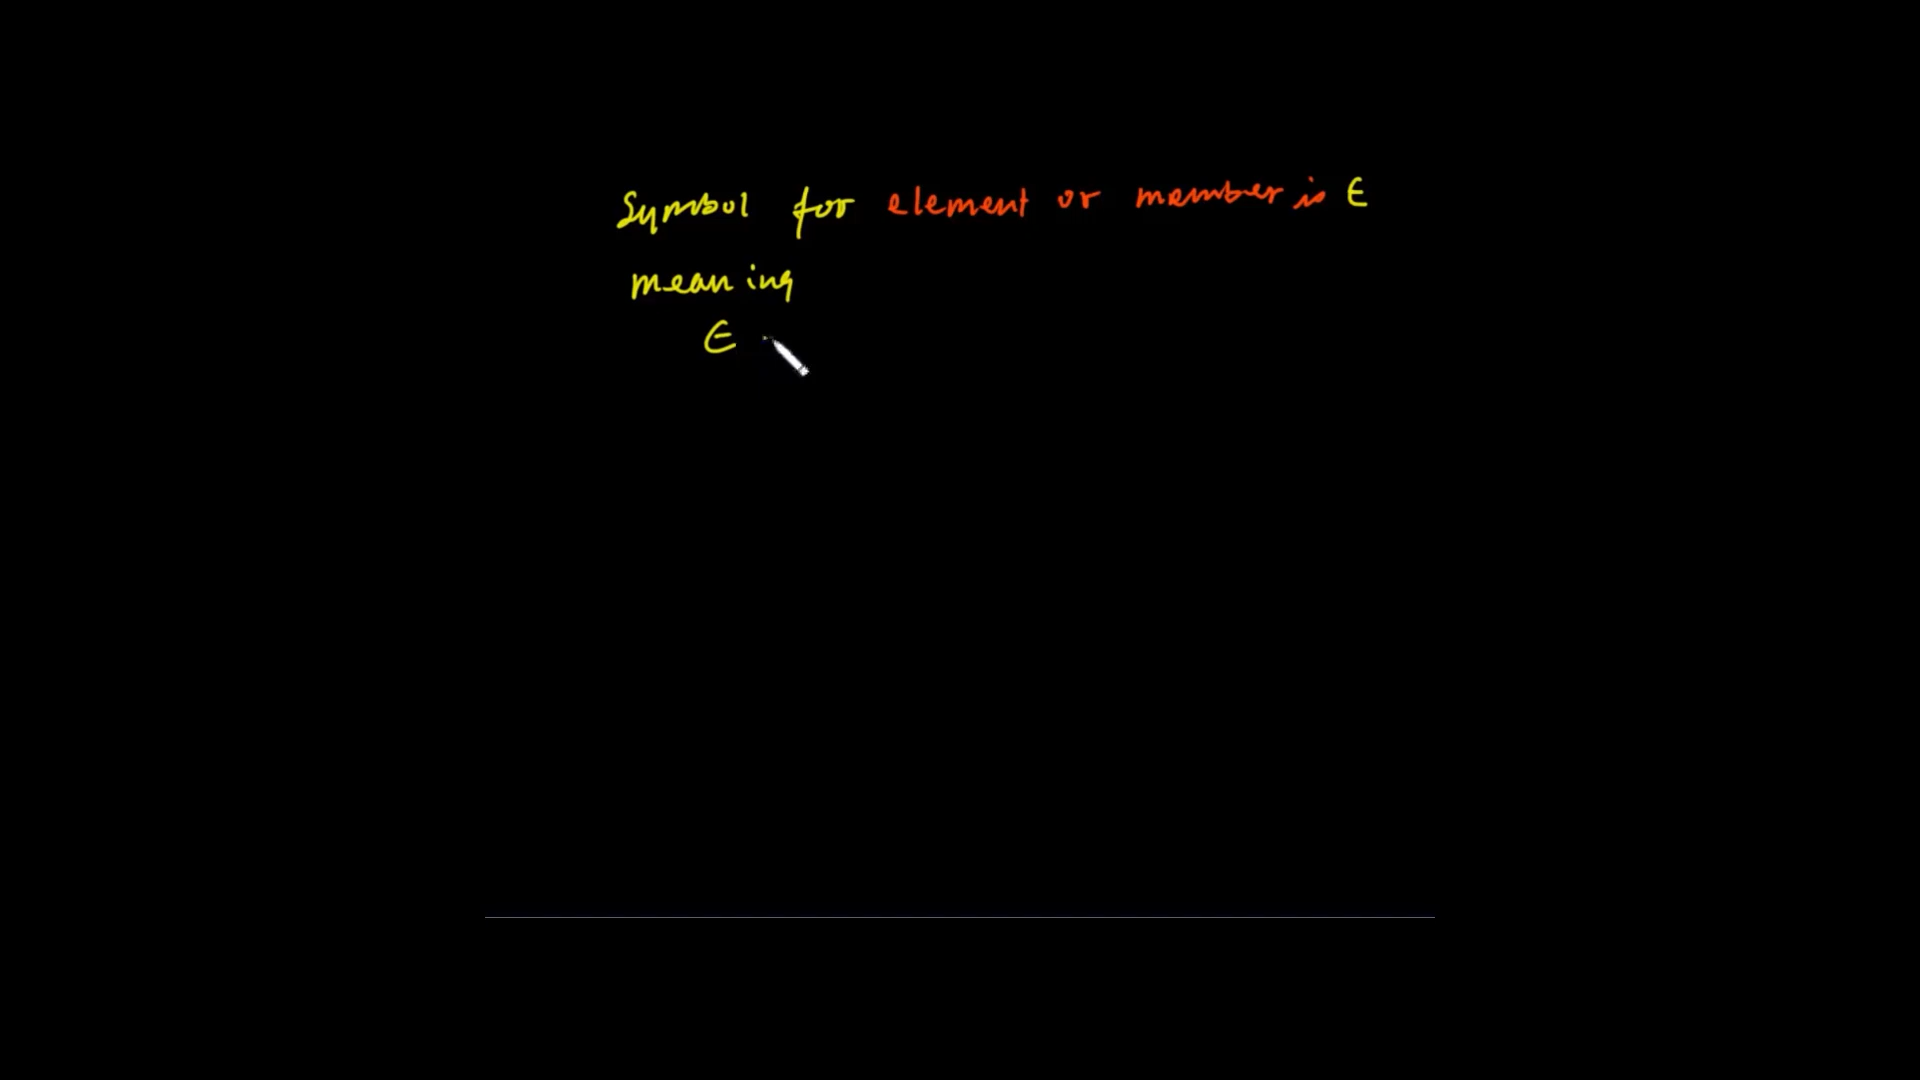 Symbol for element or member is ∈
meaning
∈